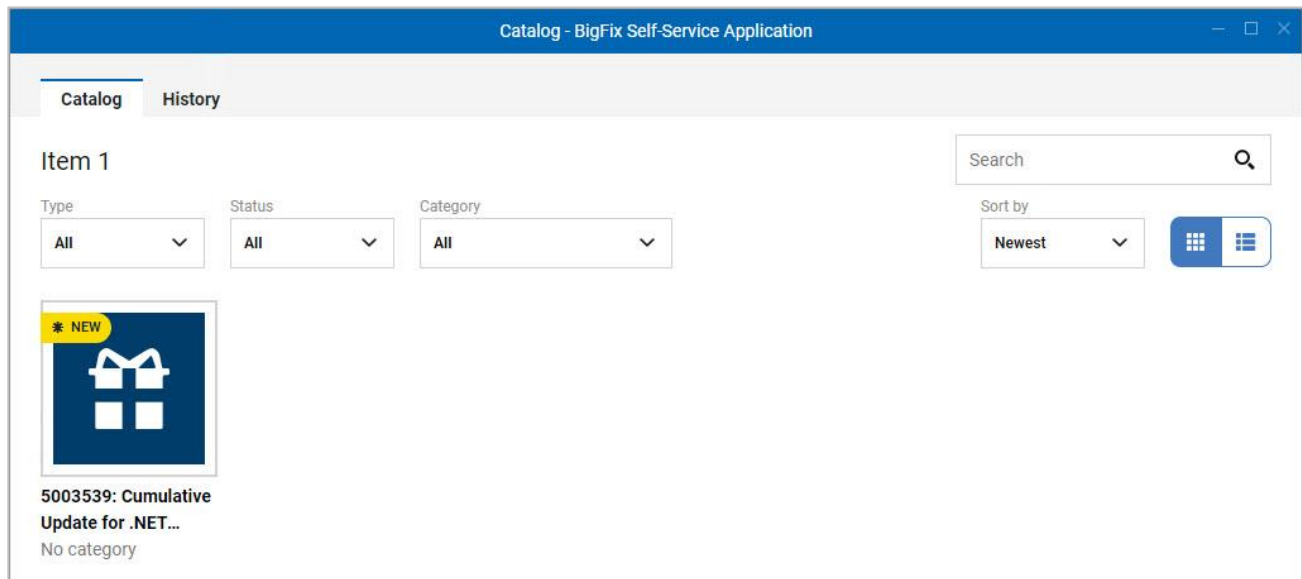 Catalog - BigFix Self-Service Application
Catalog History
Item 1
Search
Type Status Category Sort by
All All All Newest
NEW
5003539: Cumulative
Update for .NET...
No category